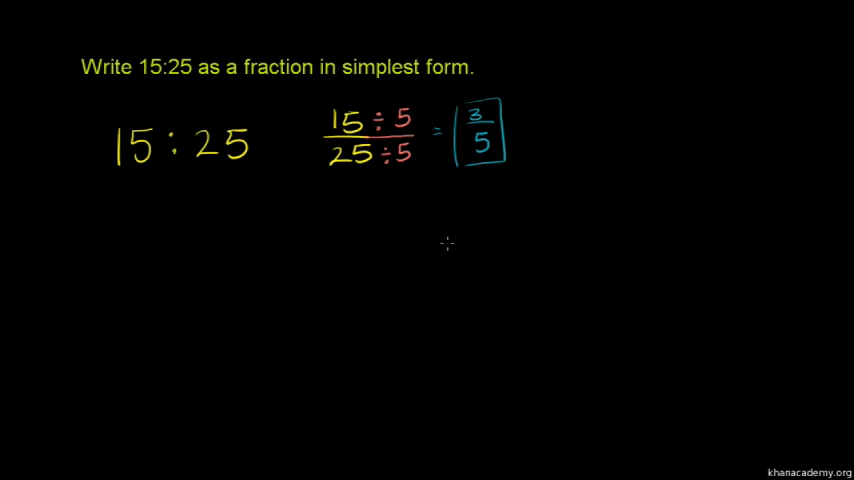 Write 15:25 as a fraction in simplest form.
15 : 25
15 ÷ 5
25 ÷ 5
= 3
5
khanacademy.org